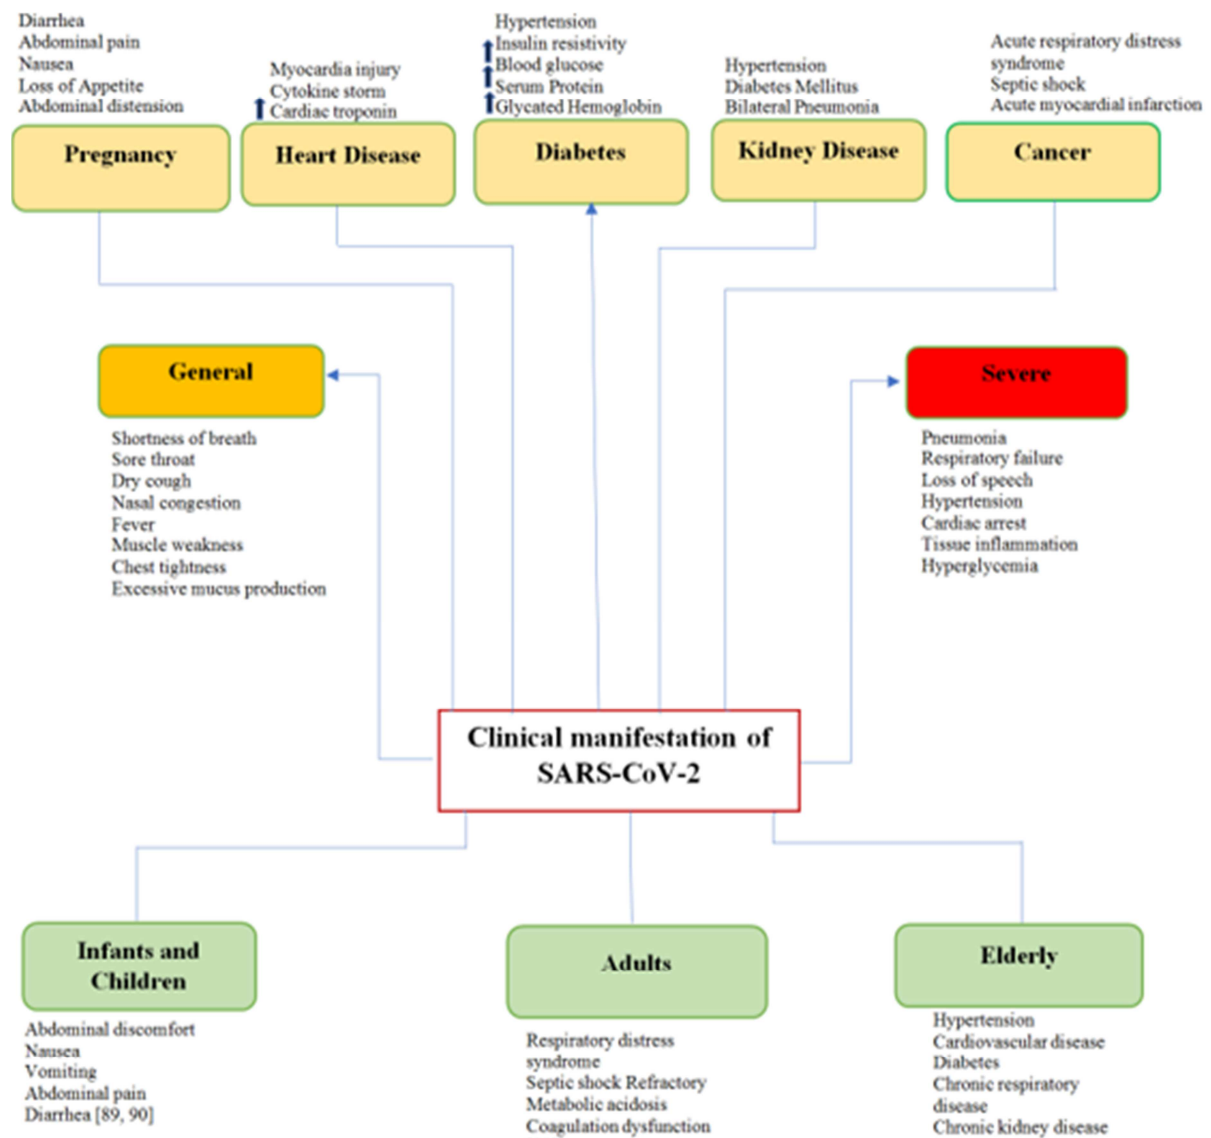 Diarrhea
Abdominal pain
Nausea
Loss of Appetite
Abdominal distension
Pregnancy
Myocardia injury
Cytokine storm
Cardiac troponin
Heart Disease
Hypertension
Insulin resistivity
Blood glucose
Serum Protein
Glycated Hemoglobin
Diabetes
Hypertension
Diabetes Mellitus
Bilateral Pneumonia
Kidney Disease
Acute respiratory distress
syndrome
Septic shock
Acute myocardial infarction
Cancer
General
Shortness of breath
Sore throat
Dry cough
Nasal congestion
Fever
Muscle weakness
Chest tightness
Excessive mucus production
Severe
Pneumonia
Respiratory failure
Loss of speech
Hypertension
Cardiac arrest
Tissue inflammation
Hyperglycemia
Clinical manifestation of
SARS-CoV-2
Infants and
Children
Abdominal discomfort
Nausea
Vomiting
Abdominal pain
Diarrhea [89, 90]
Adults
Respiratory distress
syndrome
Septic shock Refractory
Metabolic acidosis
Coagulation dysfunction
Elderly
Hypertension
Cardiovascular disease
Diabetes
Chronic respiratory
disease
Chronic kidney disease